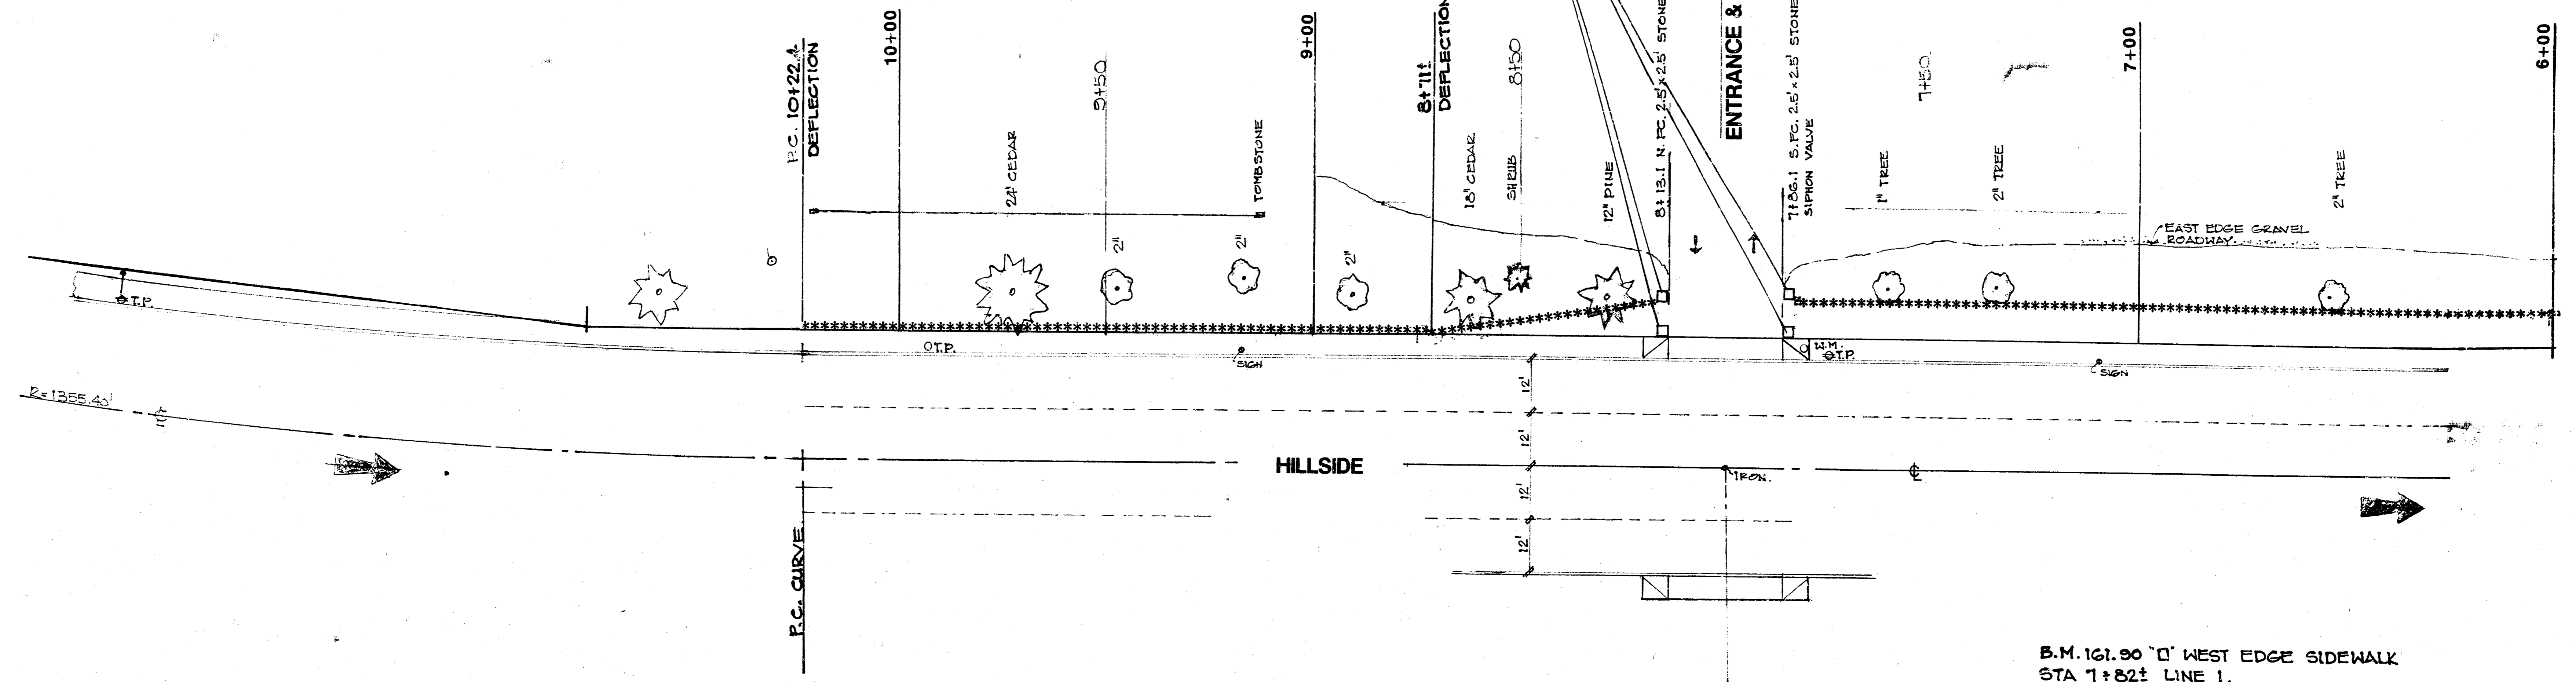 P.C. 10+22.±
DEFLECTION
10+00
24" CEDAR
9+50
TOMBSTONE
9+00
8+71±
DEFLECTION
18" CEDAR
SHRUB
8+50
12" PINE
8+13.1 N. FC. 2.5' x 2.5' STONE
ENTRANCE &
7+86.1 S. FC. 2.5' x 2.5' STONE
SIPHON VALVE
1" TREE
7+50
2" TREE
7+00
2" TREE
6+00
EAST EDGE GRAVEL
ROADWAY
2"
2"
2"
T.P.
T.P.
SIGN
W.M.
T.P.
SIGN
R=1355.40'
℄
12'
12'
12'
12'
HILLSIDE
IRON.
℄
P.C. CURVE
B.M. 161.90 "□" WEST EDGE SIDEWALK
STA 7+82± LINE 1.